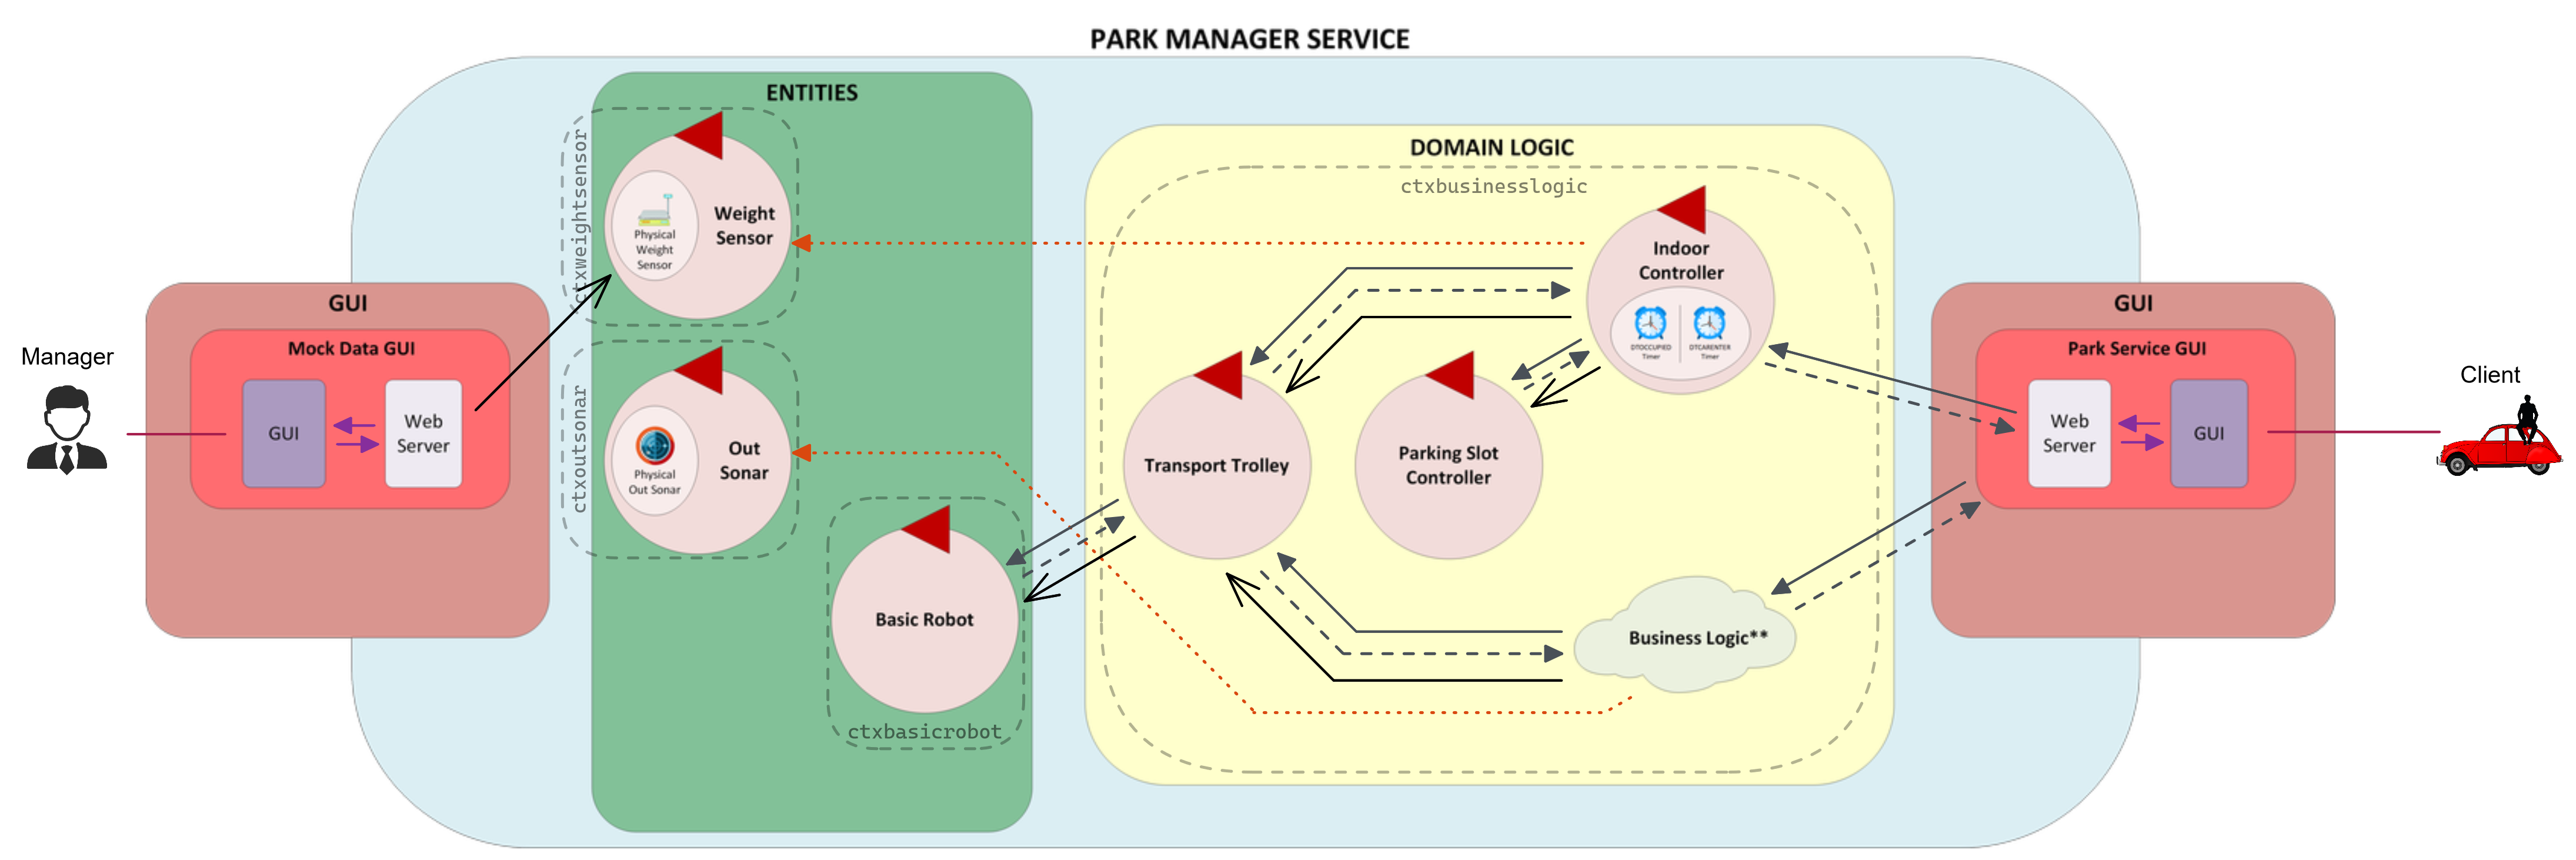 PARK MANAGER SERVICE
ENTITIES
ctxweightsensor
Physical
Weight
Sensor
Weight
Sensor
ctxoutsonar
Physical
Out Sonar
Out
Sonar
Basic Robot
ctxbasicrobot
DOMAIN LOGIC
ctxbusinesslogic
Indoor
Controller
DTOCCUPIED
Timer
DTCARENTER
Timer
Transport Trolley
Parking Slot
Controller
Business Logic**
Manager
GUI
Mock Data GUI
GUI
Web
Server
GUI
Park Service GUI
Web
Server
GUI
Client